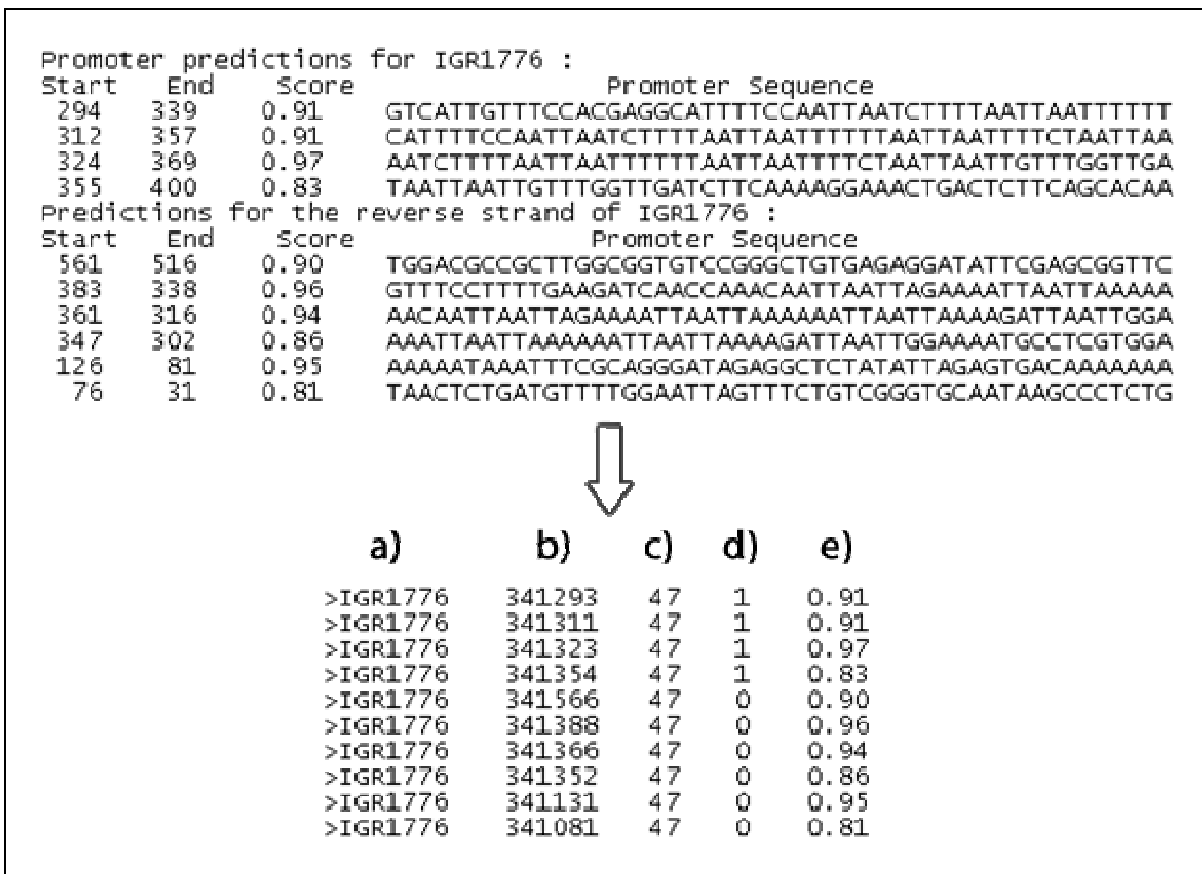 Promoter predictions for IGR1776 :
Start End Score Promoter Sequence
294 339 0.91 GTCATTGTTTCCACGAGGCATTTTCCAATTAATCTTTTAATTAATTTTTT
312 357 0.91 CATTTTCCAATTAATCTTTTAATTAATTTTTTAATTAATTTTCTAATTAA
324 369 0.97 AATCTTTTAATTAATTTTTTAATTAATTTTCTAATTAATTGTTTGGTTGA
355 400 0.83 TAATTAATTGTTTGGTTGATCTTCAAAAGGAAACTGACTCTTCAGCACAA
Predictions for the reverse strand of IGR1776 :
Start End Score Promoter Sequence
561 516 0.90 TGGACGCCGCTTGGCGGTGTCCGGGCTGTGAGAGGATATTCGAGCGGTTC
383 338 0.96 GTTTCCTTTTGAAGATCAACCAAACAATTAATTAGAAAATTAATTAAAAA
361 316 0.94 AACAATTAATTAGAAAATTAATTAAAAAATTAATTAAAAGATTAATTGGA
347 302 0.86 AAATTAATTAAAAAATTAATTAAAAGATTAATTGGAAAATGCCTCGTGGA
126 81 0.95 AAAAATAAATTTCGCAGGGATAGAGGCTCTATATTAGAGTGACAAAAAAA
76 31 0.81 TAACTCTGATGTTTTGGAATTAGTTTCTGTCGGGTGCAATAAGCCCTCTG
a) b) c) d) e)
>IGR1776 341293 47 1 0.91
>IGR1776 341311 47 1 0.91
>IGR1776 341323 47 1 0.97
>IGR1776 341354 47 1 0.83
>IGR1776 341566 47 0 0.90
>IGR1776 341388 47 0 0.96
>IGR1776 341366 47 0 0.94
>IGR1776 341352 47 0 0.86
>IGR1776 341131 47 0 0.95
>IGR1776 341081 47 0 0.81